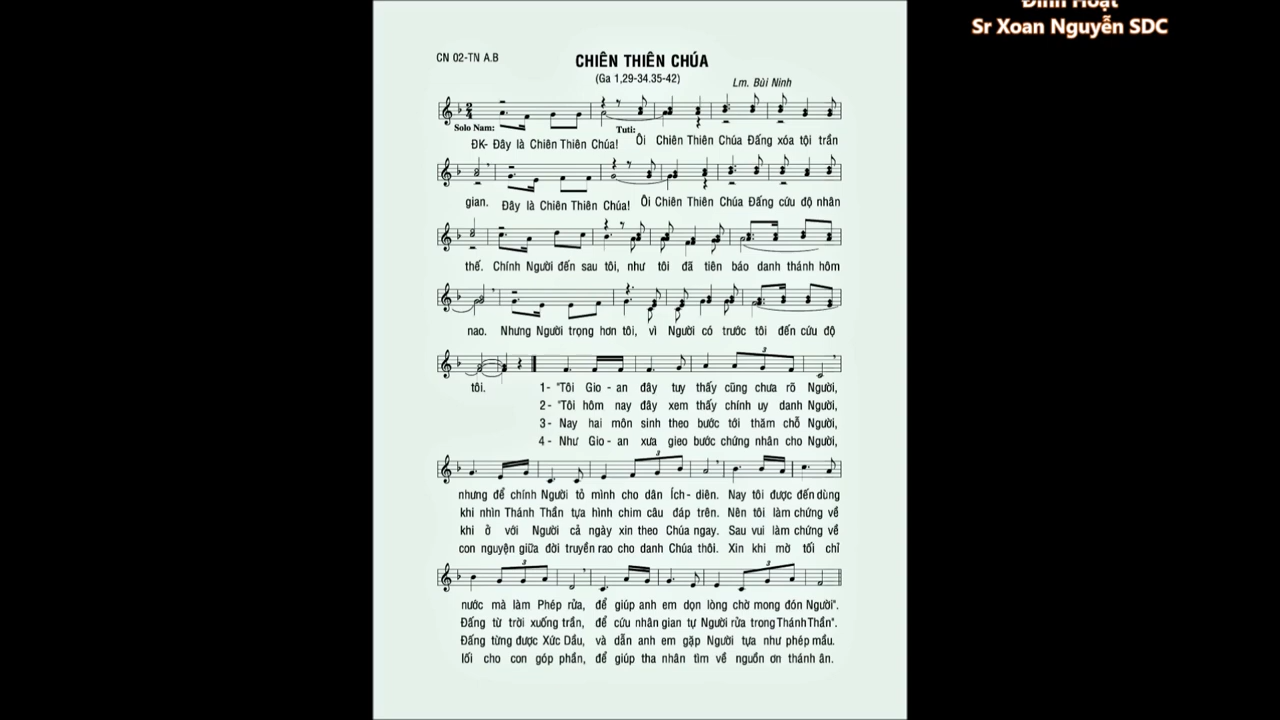 Đình Hoạt
Sr Xoan Nguyễn SDC
CN 02-TN A.B
CHIÊN THIÊN CHÚA
(Ga 1,29-34.35-42)
Lm. Bùi Ninh
Solo Nam:
Tuti:
ĐK- Đây là Chiên Thiên Chúa! Ôi Chiên Thiên Chúa Đấng xóa tội trần
gian. Đây là Chiên Thiên Chúa! Ôi Chiên Thiên Chúa Đấng cứu độ nhân
thế. Chính Người đến sau tôi, như tôi đã tiên báo danh thánh hôm
nao. Nhưng Người trọng hơn tôi, vì Người có trước tôi đến cứu độ
tôi. 1- "Tôi Gio - an đây tuy thấy cũng chưa rõ Người,
2- "Tôi hôm nay đây xem thấy chính uy danh Người,
3- Nay hai môn sinh theo bước tới thăm chỗ Người,
4- Như Gio - an xưa gieo bước chứng nhân cho Người,
nhưng để chính Người tỏ mình cho dân Ích - diên. Nay tôi được đến dùng
khi nhìn Thánh Thần tựa hình chim câu đáp trên. Nên tôi làm chứng về
khi ở với Người cả ngày xin theo Chúa ngay. Sau vui làm chứng về
con nguyện giữa đời truyền rao cho danh Chúa thôi. Xin khi mờ tối chỉ
nước mà làm Phép rửa, để giúp anh em dọn lòng chờ mong đón Người".
Đấng từ trời xuống trần, để cứu nhân gian tự Người rửa trong Thánh Thần".
Đấng từng được Xức Dầu, và dẫn anh em gặp Người tựa như phép mầu.
lối cho con góp phần, để giúp tha nhân tìm về nguồn ơn thánh ân.